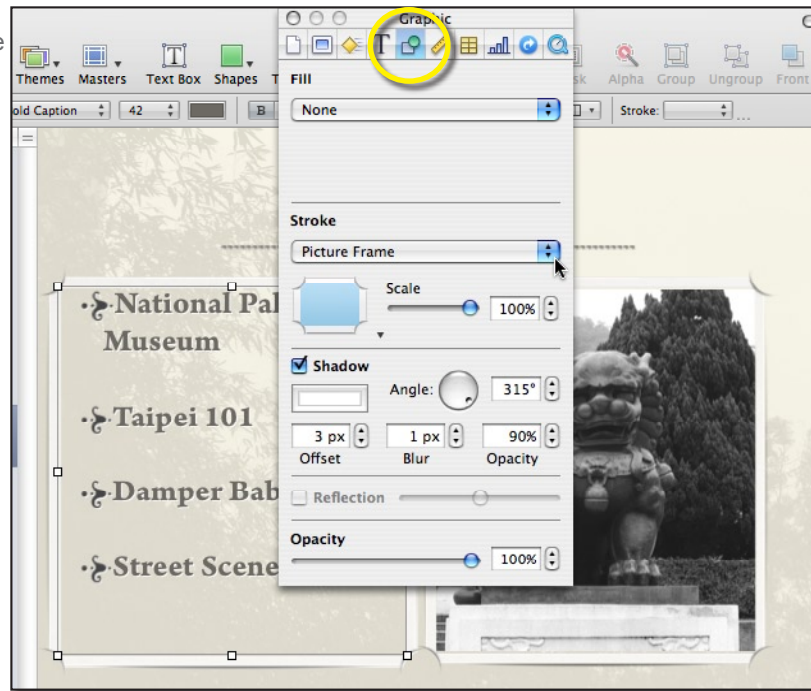 Graphic
T
T
Themes Masters Text Box Shapes T sk Alpha Group Ungroup Front
old Caption 42 B Stroke: ...
Fill
None
Stroke
Picture Frame
Scale
100%
Shadow
Angle: 315°
3 px 1 px 90%
Offset Blur Opacity
Reflection
Opacity
100%
National Pal
Museum
Taipei 101
Damper Bab
Street Scene